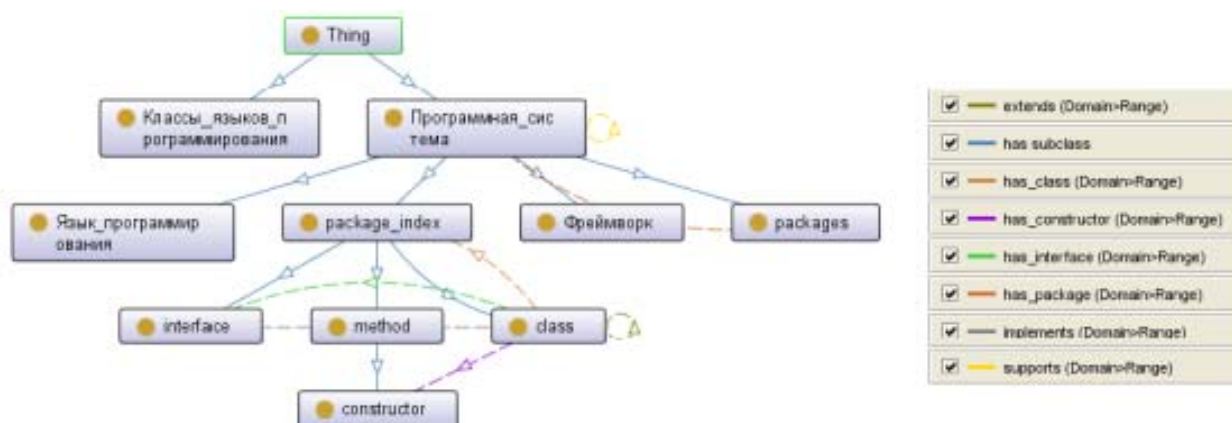 Thing
Классы_языков_п
рограммирования
Программная_сис
тема
Язык_программир
ования
package_index
Фреймворк
packages
interface
method
class
constructor
extends (Domain>Range)
has subclass
has_class (Domain>Range)
has_constructor (Domain>Range)
has_interface (Domain>Range)
has_package (Domain>Range)
implements (Domain>Range)
supports (Domain>Range)